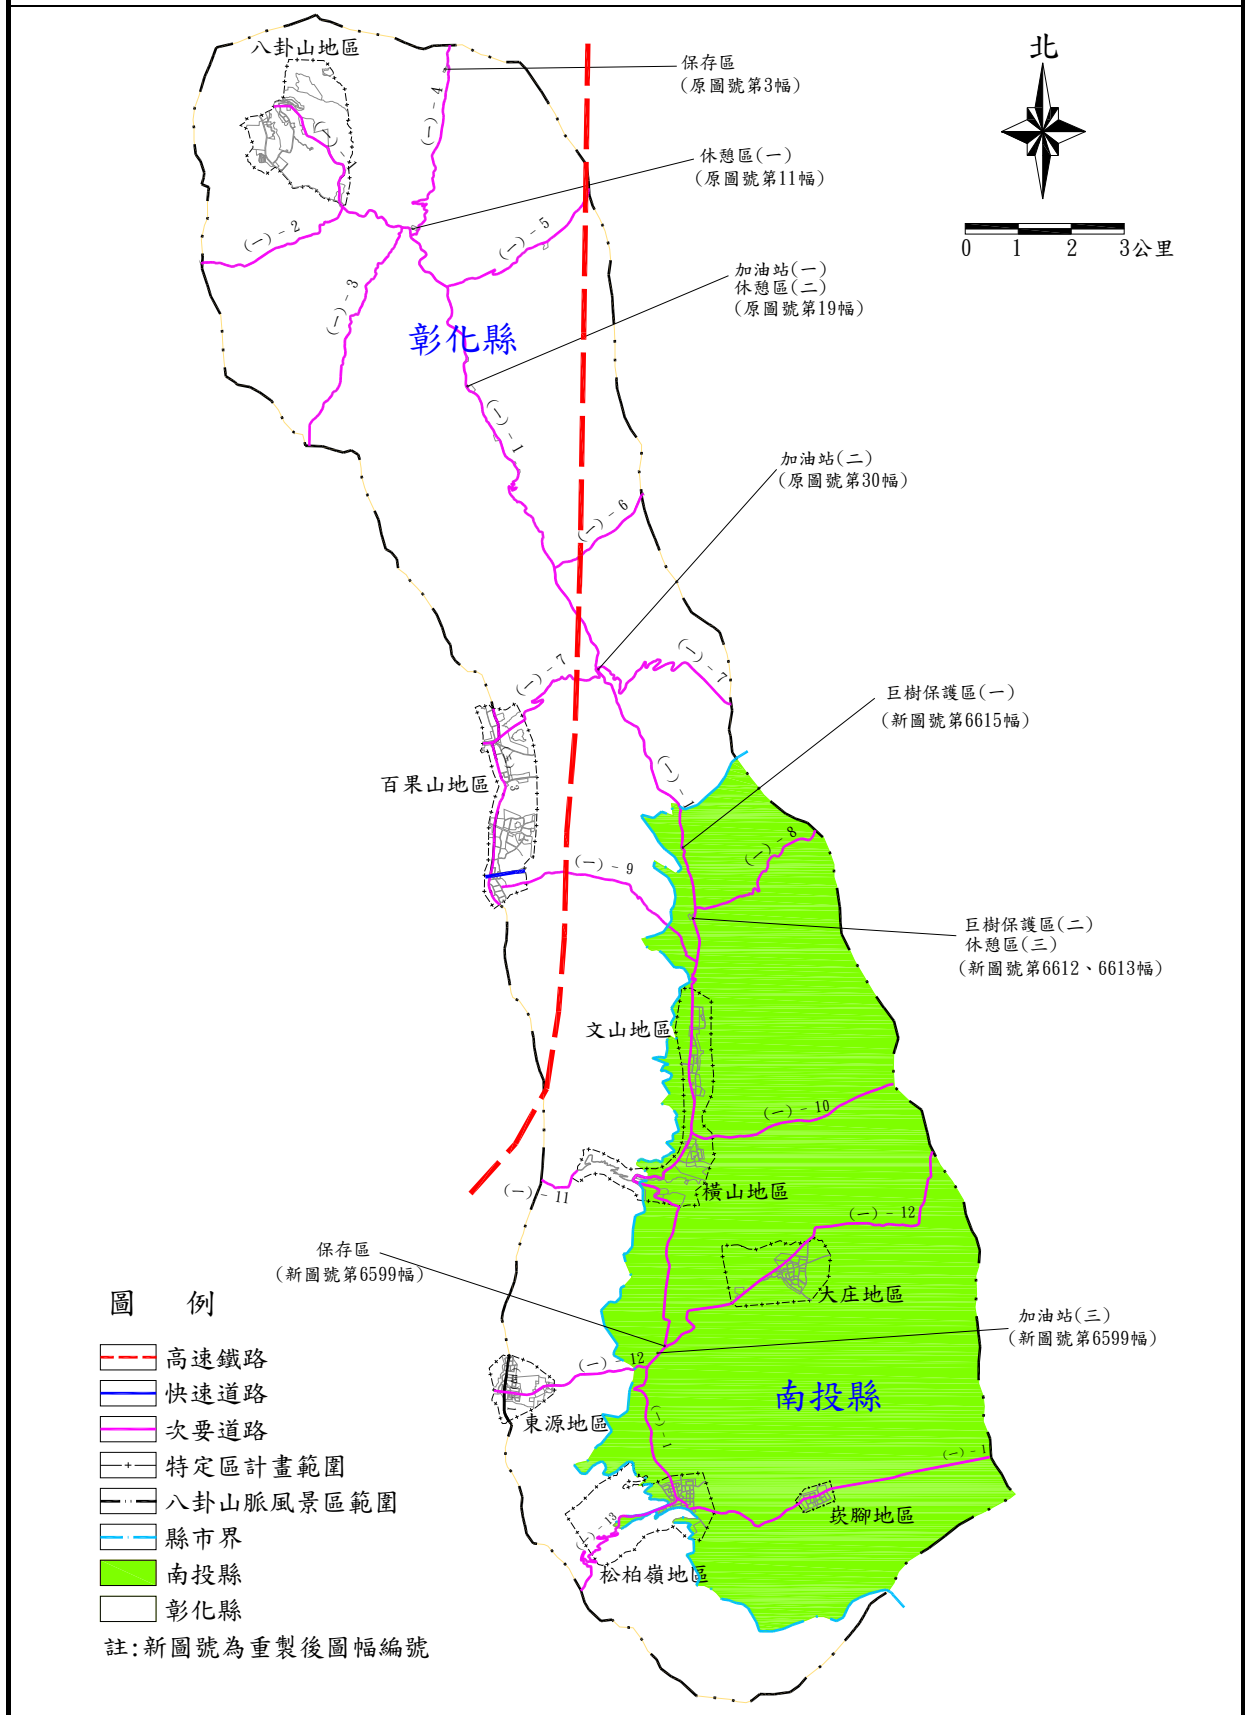 八卦山地區
保存區
(原圖號第3幅)
北
(一)-4
(一)-1
休憩區(一)
(原圖號第11幅)
(一)-2
(一)-5
0 1 2 3公里
(一)-3
加油站(一)
休憩區(二)
(原圖號第19幅)
彰化縣
(一)-1
加油站(二)
(原圖號第30幅)
(一)-6
(一)-7
(一)-7
巨樹保護區(一)
(新圖號第6615幅)
百果山地區
(一)-1
(一)-8
(一)-9
巨樹保護區(二)
休憩區(三)
(新圖號第6612、6613幅)
文山地區
(一)-10
(一)-11
橫山地區
(一)-12
保存區
(新圖號第6599幅)
大庄地區
加油站(三)
(新圖號第6599幅)
(一)-12
南投縣
東源地區
(一)-1
(一)-1
崁腳地區
(一)-13
松柏嶺地區
圖 例
高速鐵路
快速道路
次要道路
特定區計畫範圍
八卦山脈風景區範圍
縣市界
南投縣
彰化縣
註:新圖號為重製後圖幅編號